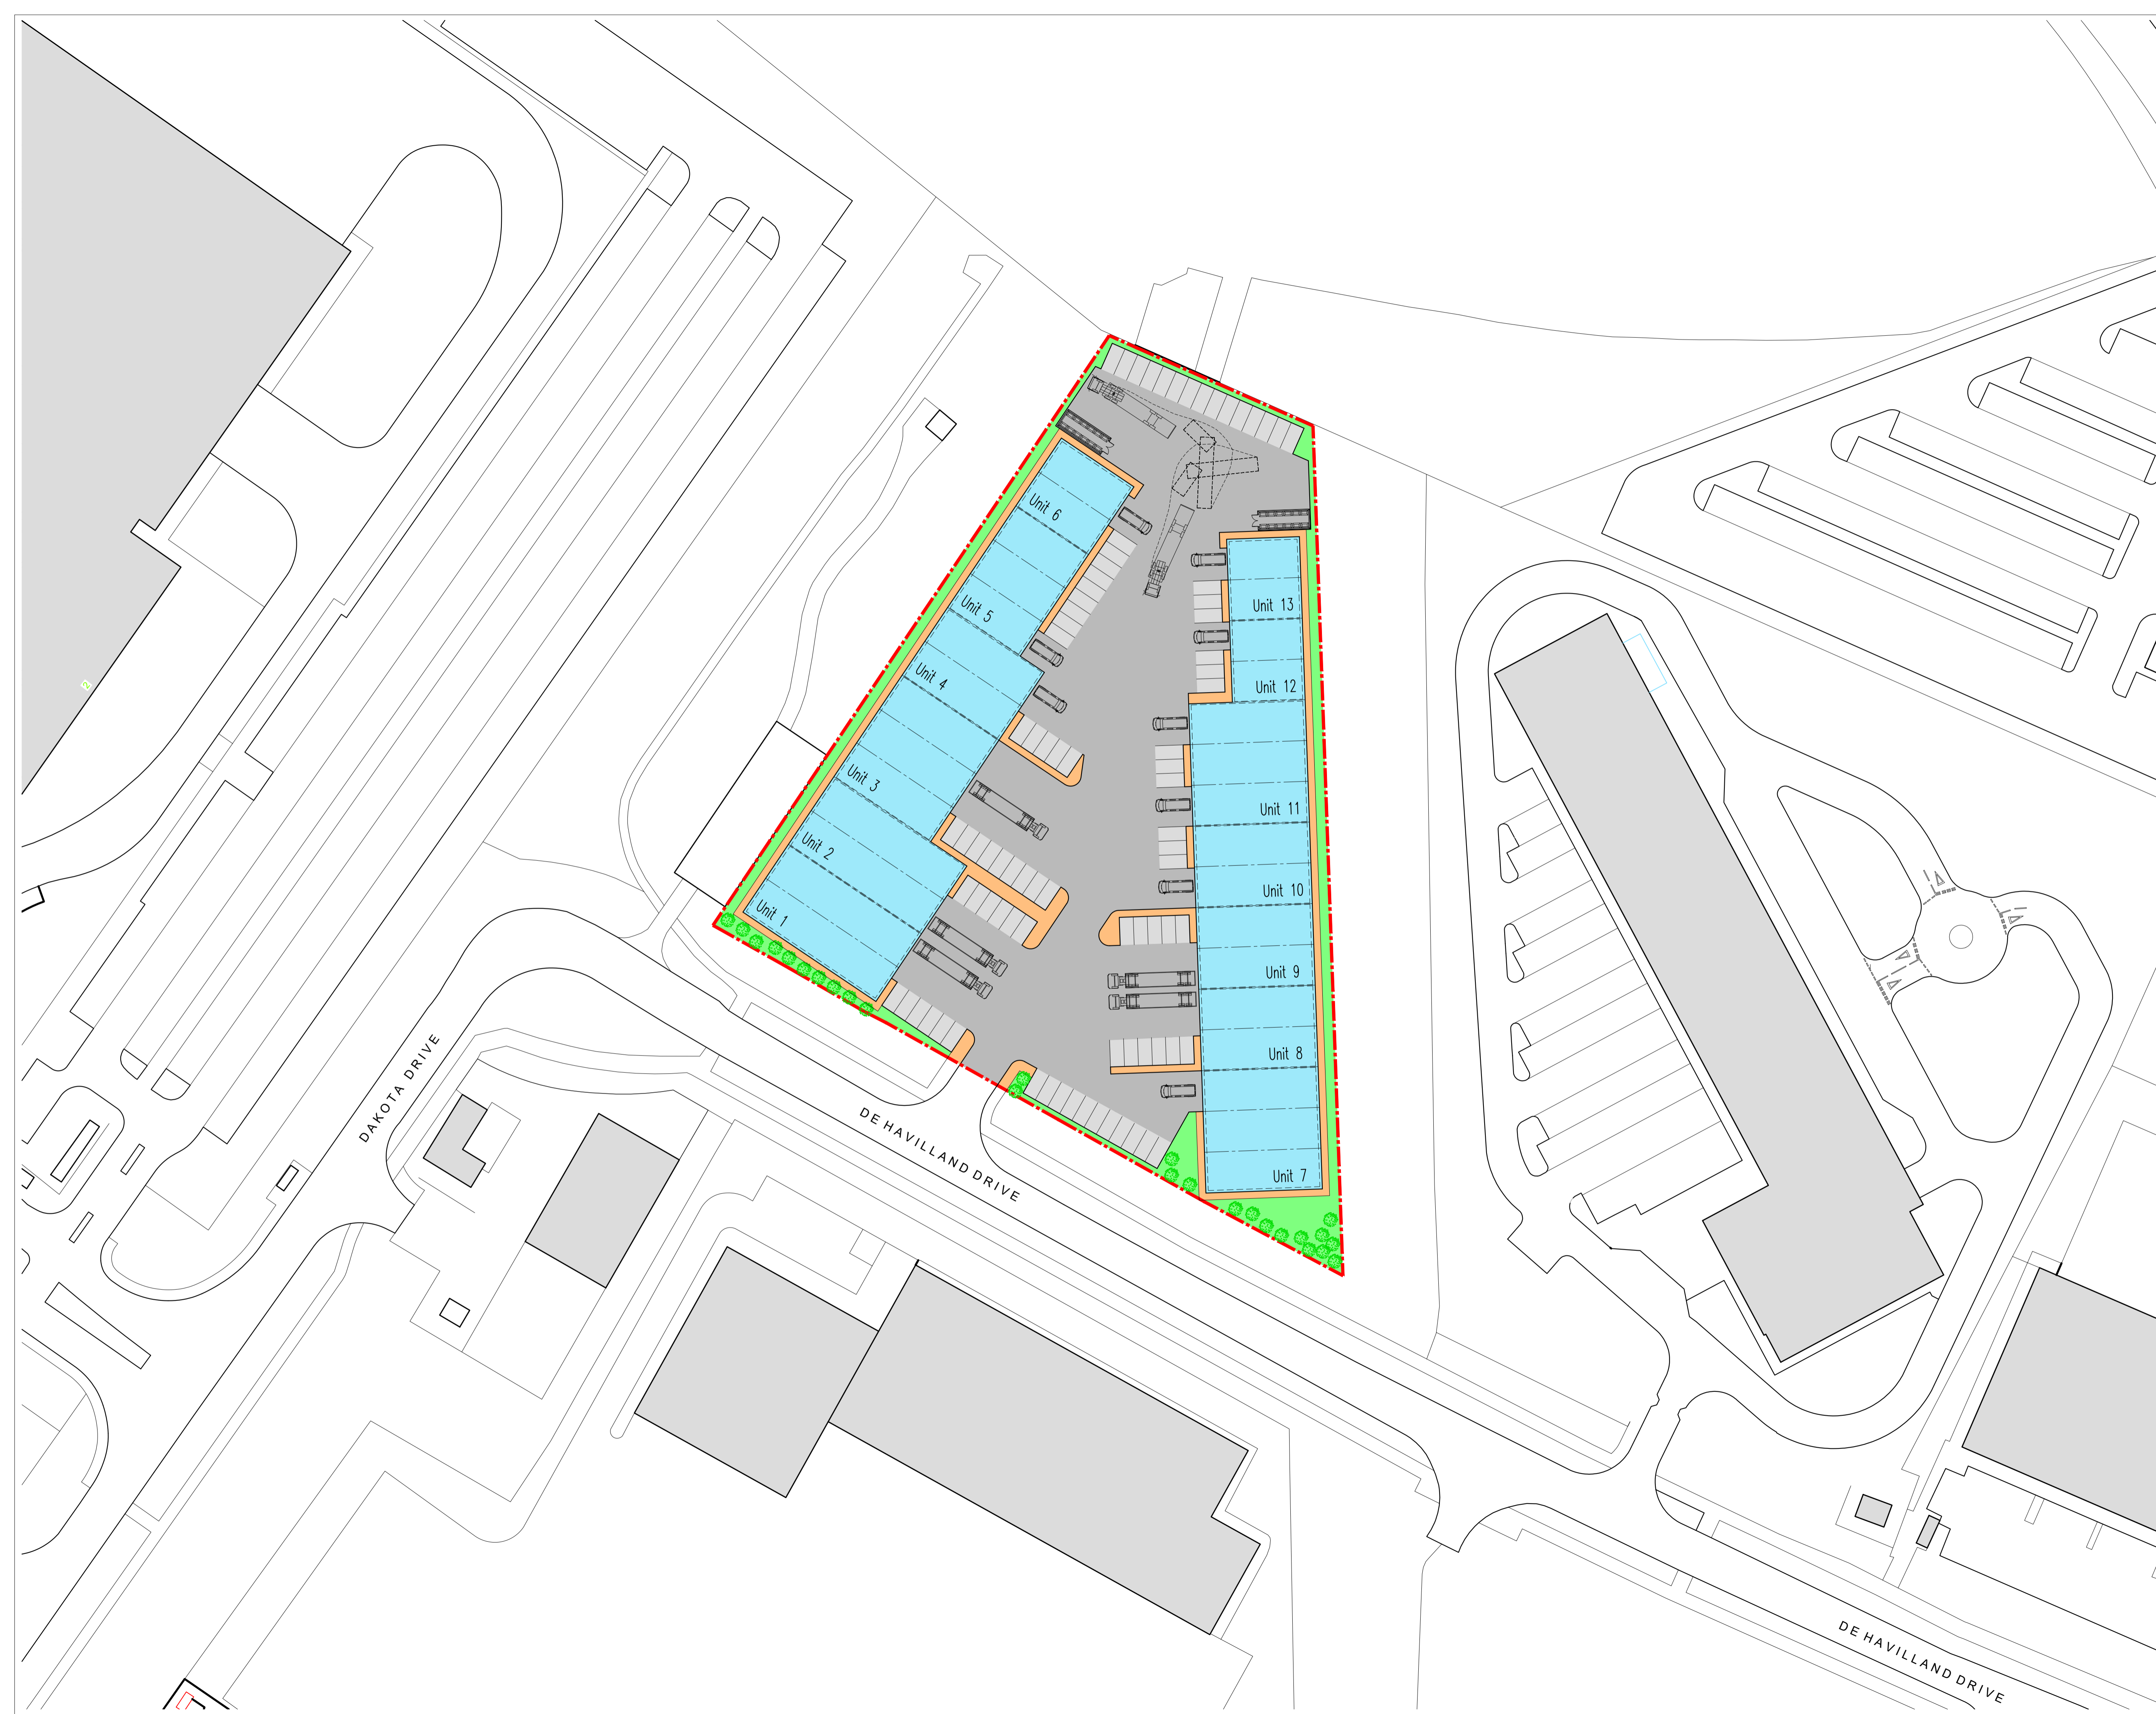 Unit 6
Unit 5
Unit 4
Unit 3
Unit 2
Unit 1
Unit 13
Unit 12
Unit 11
Unit 10
Unit 9
Unit 8
Unit 7
DAKOTA DRIVE
DE HAVILLAND DRIVE
DE HAVILLAND DRIVE
2